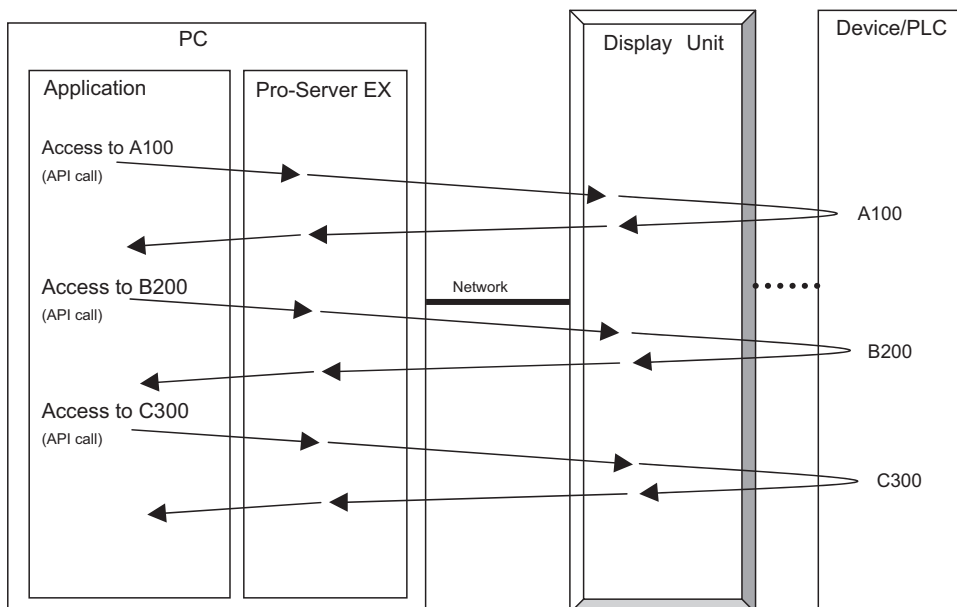 PC
Application
Pro-Server EX
Display Unit
Device/PLC
Access to A100
(API call)
A100
Access to B200
(API call)
Network
B200
Access to C300
(API call)
C300